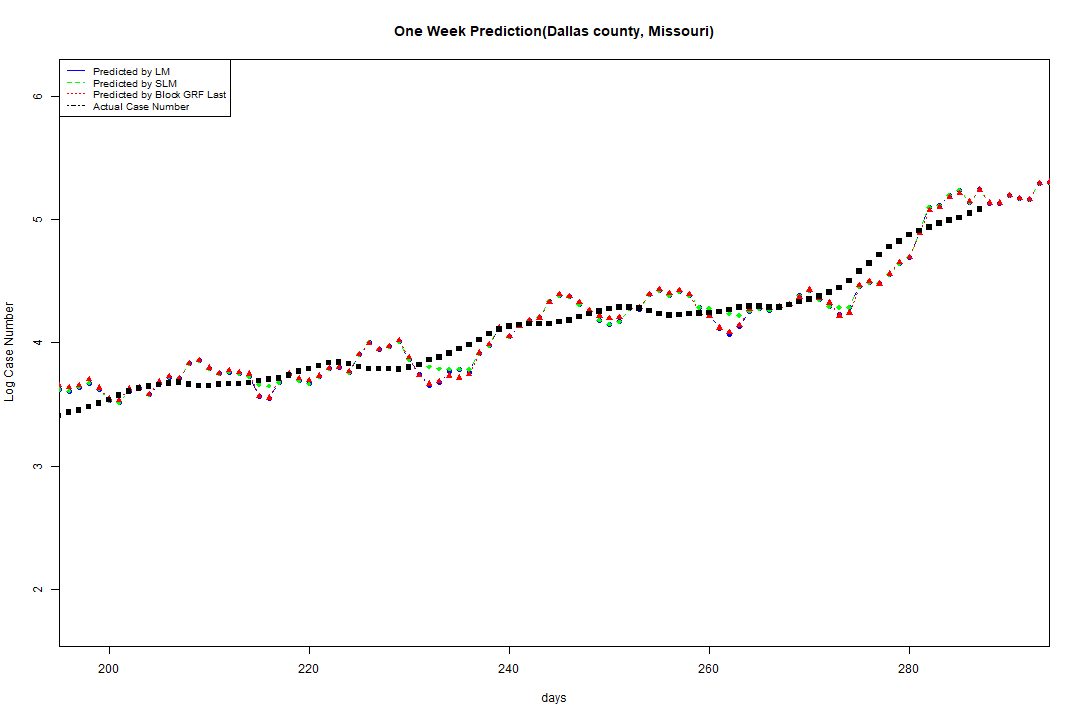 One Week Prediction(Dallas county, Missouri)
Predicted by LM
Predicted by SLM
Predicted by Block GRF Last
Actual Case Number
6
5
4
3
2
Log Case Number
200 220 240 260 280
days